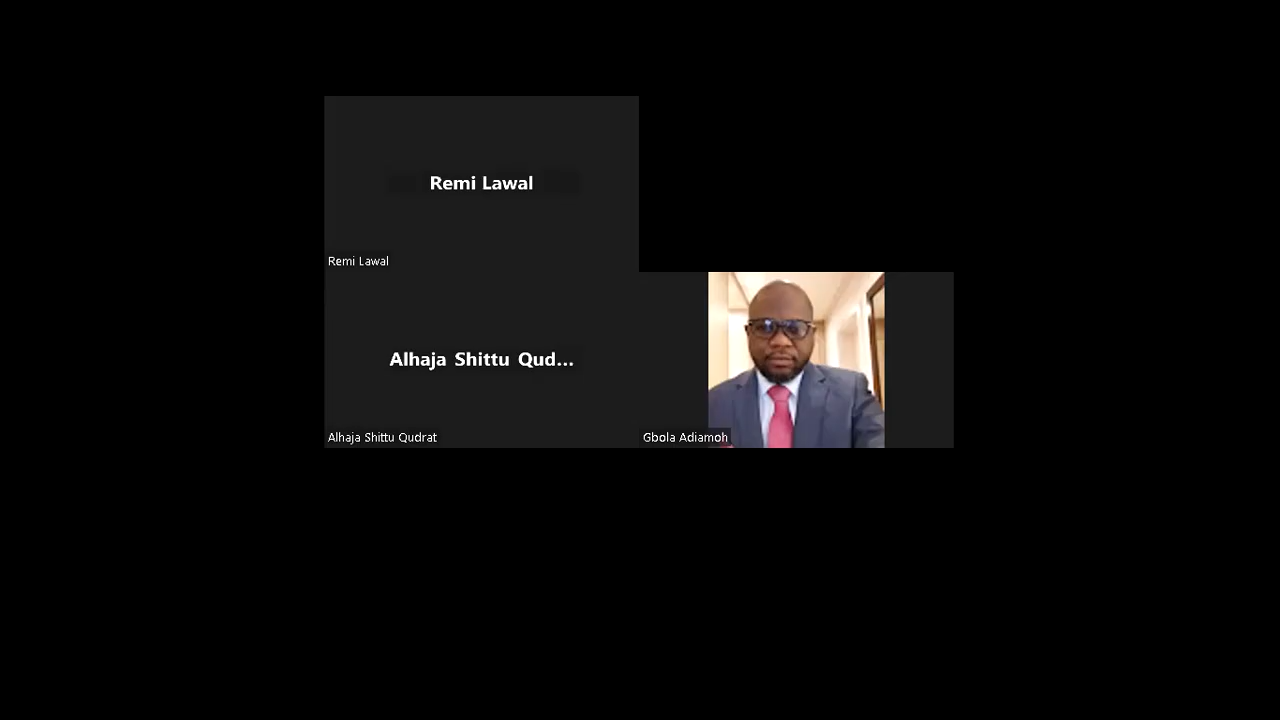 Remi Lawal
Remi Lawal
Alhaja Shittu Qud...
Alhaja Shittu Qudrat
Gbola Adiamoh